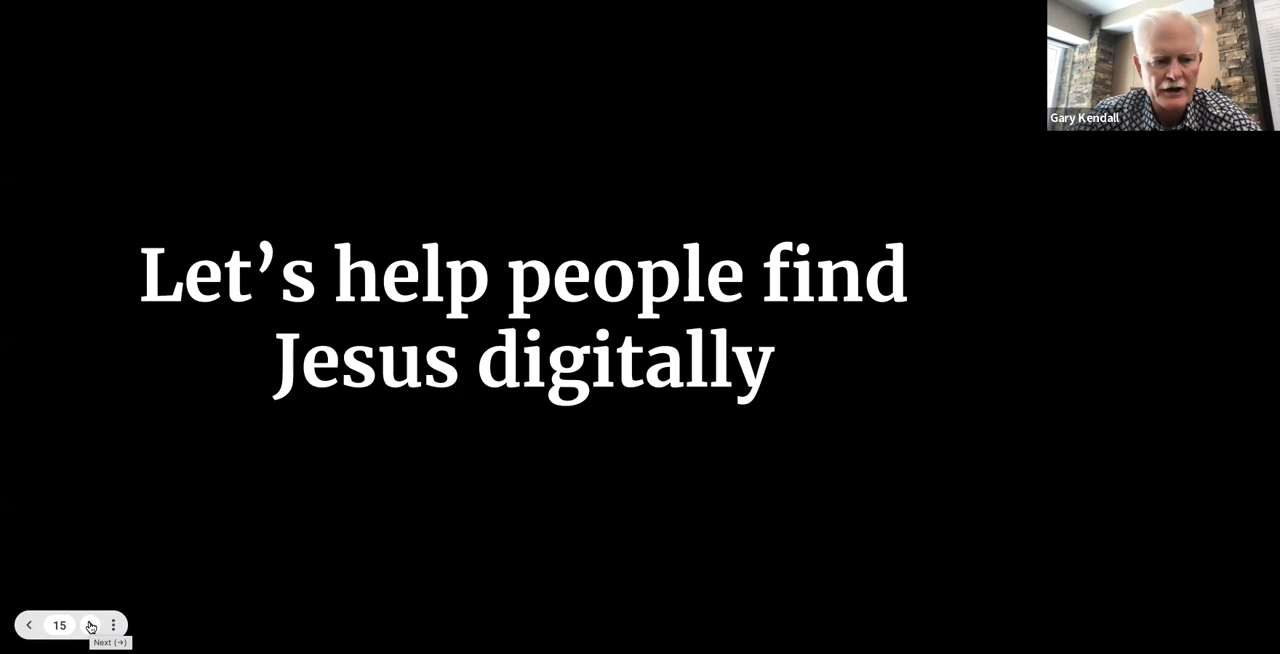 Gary Kendall
Let’s help people find
Jesus digitally
15
Next (→)